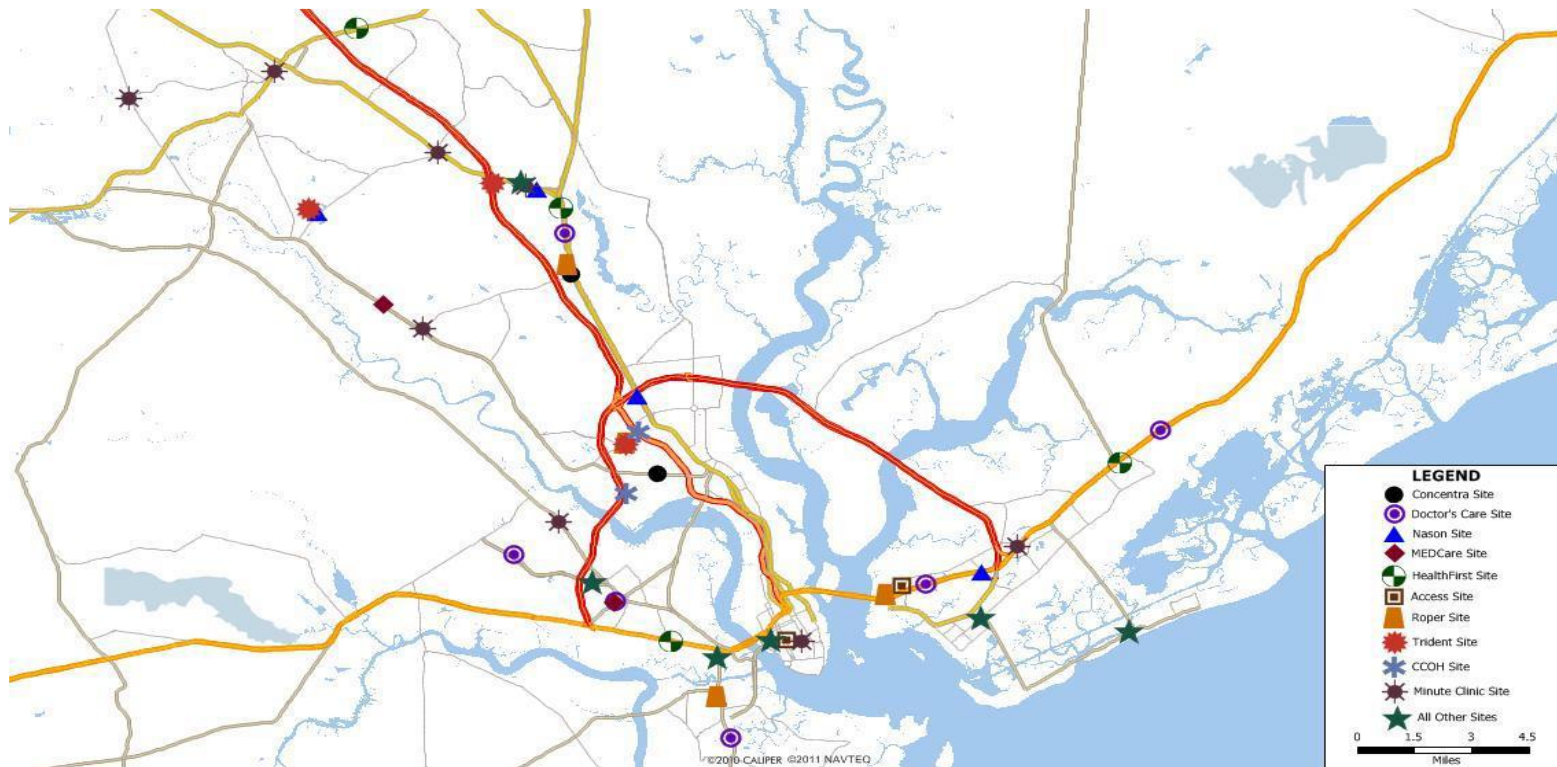 LEGEND
Concentra Site
Doctor's Care Site
Nason Site
MEDCare Site
HealthFirst Site
Access Site
Roper Site
Trident Site
CCOH Site
Minute Clinic Site
All Other Sites
0 1.5 3 4.5
Miles
©2010 CALIPER ©2011 NAVTEQ